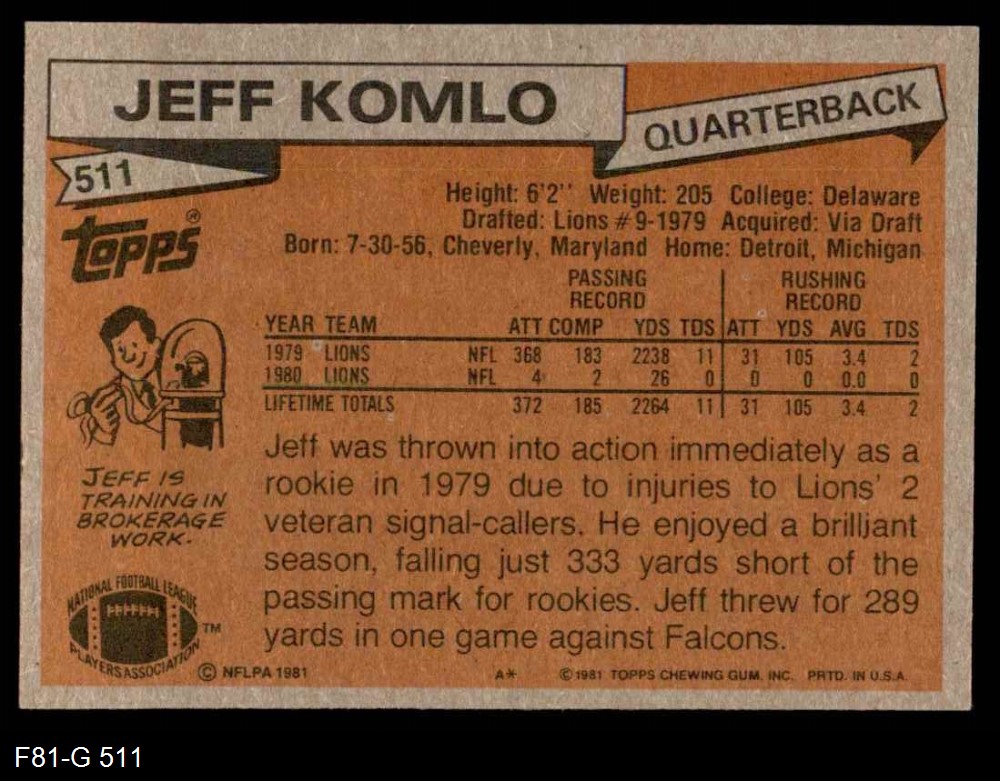 JEFF KOMLO
QUARTERBACK
511
TOPPS®
Height: 6'2'' Weight: 205 College: Delaware
Drafted: Lions #9-1979 Acquired: Via Draft
Born: 7-30-56, Cheverly, Maryland Home: Detroit, Michigan
PASSING RECORD RUSHING RECORD
YEAR TEAM ATT COMP YDS TDS ATT YDS AVG TDS
1979 LIONS NFL 368 183 2238 11 31 105 3.4 2
1980 LIONS NFL 4 2 26 0 0 0 0.0 0
LIFETIME TOTALS 372 185 2264 11 31 105 3.4 2
JEFF IS
TRAINING IN
BROKERAGE
WORK.
Jeff was thrown into action immediately as a
rookie in 1979 due to injuries to Lions' 2
veteran signal-callers. He enjoyed a brilliant
season, falling just 333 yards short of the
passing mark for rookies. Jeff threw for 289
yards in one game against Falcons.
NATIONAL FOOTBALL LEAGUE
PLAYERS ASSOCIATION
TM
© NFLPA 1981 A* © 1981 TOPPS CHEWING GUM, INC. PRTD. IN U.S.A.
F81-G 511